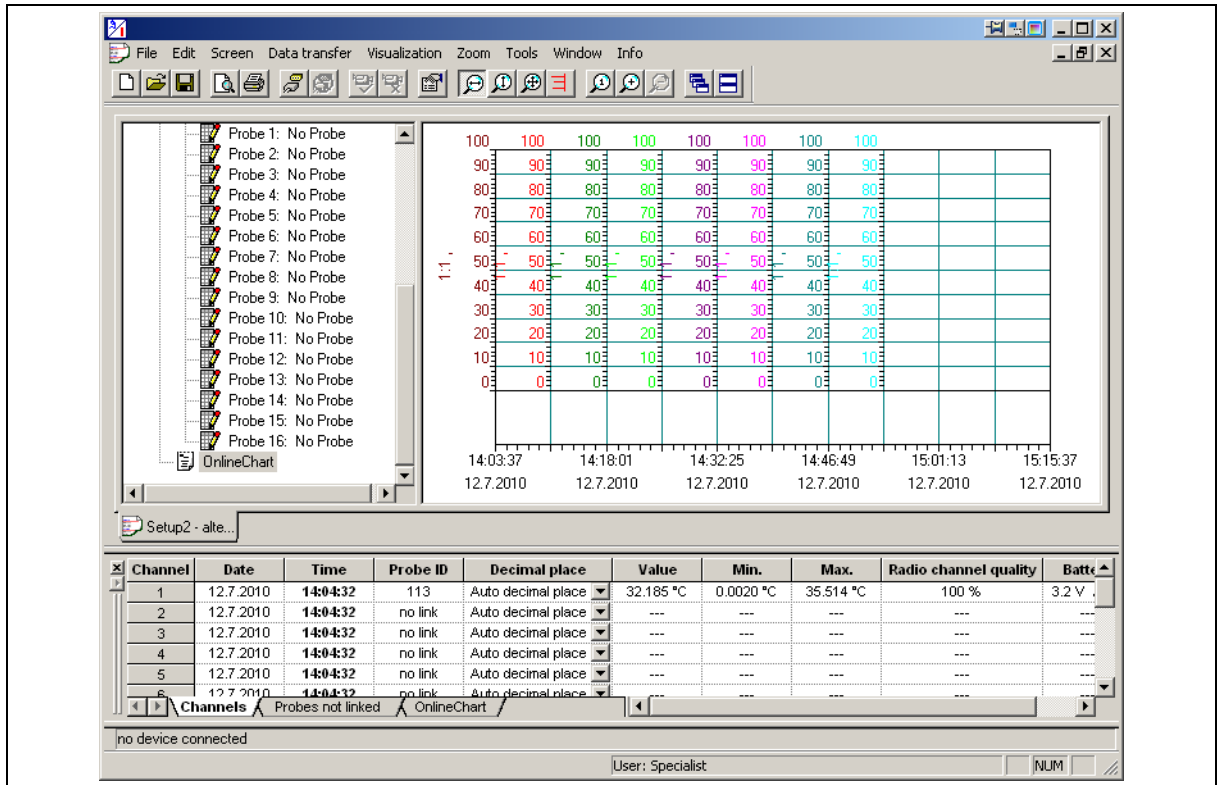 File Edit Screen Data transfer Visualization Zoom Tools Window Info
Probe 1: No Probe
Probe 2: No Probe
Probe 3: No Probe
Probe 4: No Probe
Probe 5: No Probe
Probe 6: No Probe
Probe 7: No Probe
Probe 8: No Probe
Probe 9: No Probe
Probe 10: No Probe
Probe 11: No Probe
Probe 12: No Probe
Probe 13: No Probe
Probe 14: No Probe
Probe 15: No Probe
Probe 16: No Probe
OnlineChart
100 100 100 100 100 100 100 100
90 90 90 90 90 90 90 90
80 80 80 80 80 80 80 80
70 70 70 70 70 70 70 70
60 60 60 60 60 60 60 60
50 50 50 50 50 50 50 50
40 40 40 40 40 40 40 40
30 30 30 30 30 30 30 30
20 20 20 20 20 20 20 20
10 10 10 10 10 10 10 10
0 0 0 0 0 0 0 0
1:1,
14:03:37 14:18:01 14:32:25 14:46:49 15:01:13 15:15:37
12.7.2010 12.7.2010 12.7.2010 12.7.2010 12.7.2010 12.7.2010
Setup2 - alte...
Channel Date Time Probe ID Decimal place Value Min. Max. Radio channel quality Batte
1 12.7.2010 14:04:32 113 Auto decimal place 32.185 °C 0.0020 °C 35.514 °C 100 % 3.2 V
2 12.7.2010 14:04:32 no link Auto decimal place --- --- --- --- ---
3 12.7.2010 14:04:32 no link Auto decimal place --- --- --- --- ---
4 12.7.2010 14:04:32 no link Auto decimal place --- --- --- --- ---
5 12.7.2010 14:04:32 no link Auto decimal place --- --- --- --- ---
6 12.7.2010 14:04:32 no link Auto decimal place --- --- --- --- ---
Channels Probes not linked OnlineChart
no device connected
User: Specialist NUM